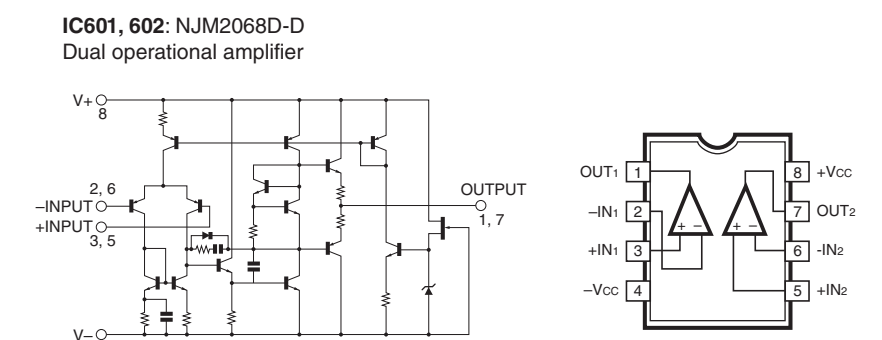 IC601, 602: NJM2068D-D
Dual operational amplifier
V+
8
2, 6
–INPUT
+INPUT
3, 5
OUTPUT
1, 7
V–
OUT1 1
–IN1 2
+IN1 3
–VCC 4
+ –
+ –
8 +VCC
7 OUT2
6 -IN2
5 +IN2